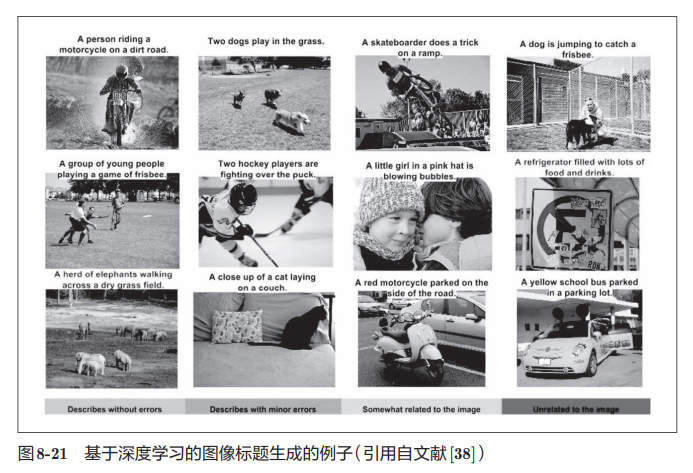 A person riding a
motorcycle on a dirt road.
Two dogs play in the grass.
A skateboarder does a trick
on a ramp.
A dog is jumping to catch a
frisbee.
A group of young people
playing a game of frisbee.
Two hockey players are
fighting over the puck.
A little girl in a pink hat is
blowing bubbles.
A refrigerator filled with lots of
food and drinks.
A herd of elephants walking
across a dry grass field.
A close up of a cat laying
on a couch.
A red motorcycle parked on the
side of the road.
A yellow school bus parked
in a parking lot.
Describes without errors
Describes with minor errors
Somewhat related to the image
Unrelated to the image
图8-21 基于深度学习的图像标题生成的例子(引用自文献[38])